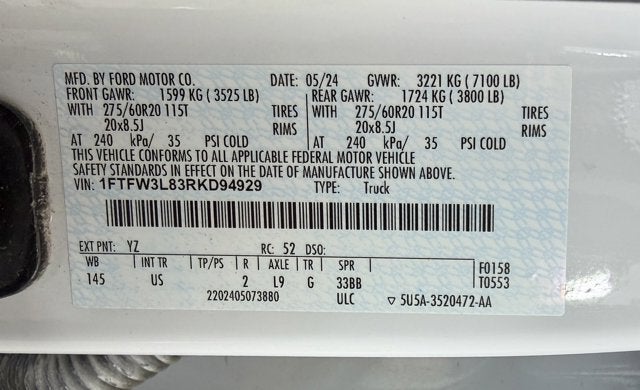 MFD. BY FORD MOTOR CO. DATE: 05/24 GVWR: 3221 KG ( 7100 LB)
FRONT GAWR: 1599 KG ( 3525 LB) REAR GAWR: 1724 KG ( 3800 LB)
WITH 275/60R20 115T TIRES WITH 275/60R20 115T TIRES
20x8.5J RIMS 20x8.5J RIMS
AT 240 kPa/ 35 PSI COLD AT 240 kPa/ 35 PSI COLD
THIS VEHICLE CONFORMS TO ALL APPLICABLE FEDERAL MOTOR VEHICLE
SAFETY STANDARDS IN EFFECT ON THE DATE OF MANUFACTURE SHOWN ABOVE.
VIN: 1FTFW3L83RKD94929 TYPE: Truck
EXT PNT: YZ RC: 52 DSO:
WB INT TR TP/PS R AXLE TR SPR F0158
145 US 2 L9 G 33BB T0553
2202405073880 ULC ▽ 5U5A-3520472-AA